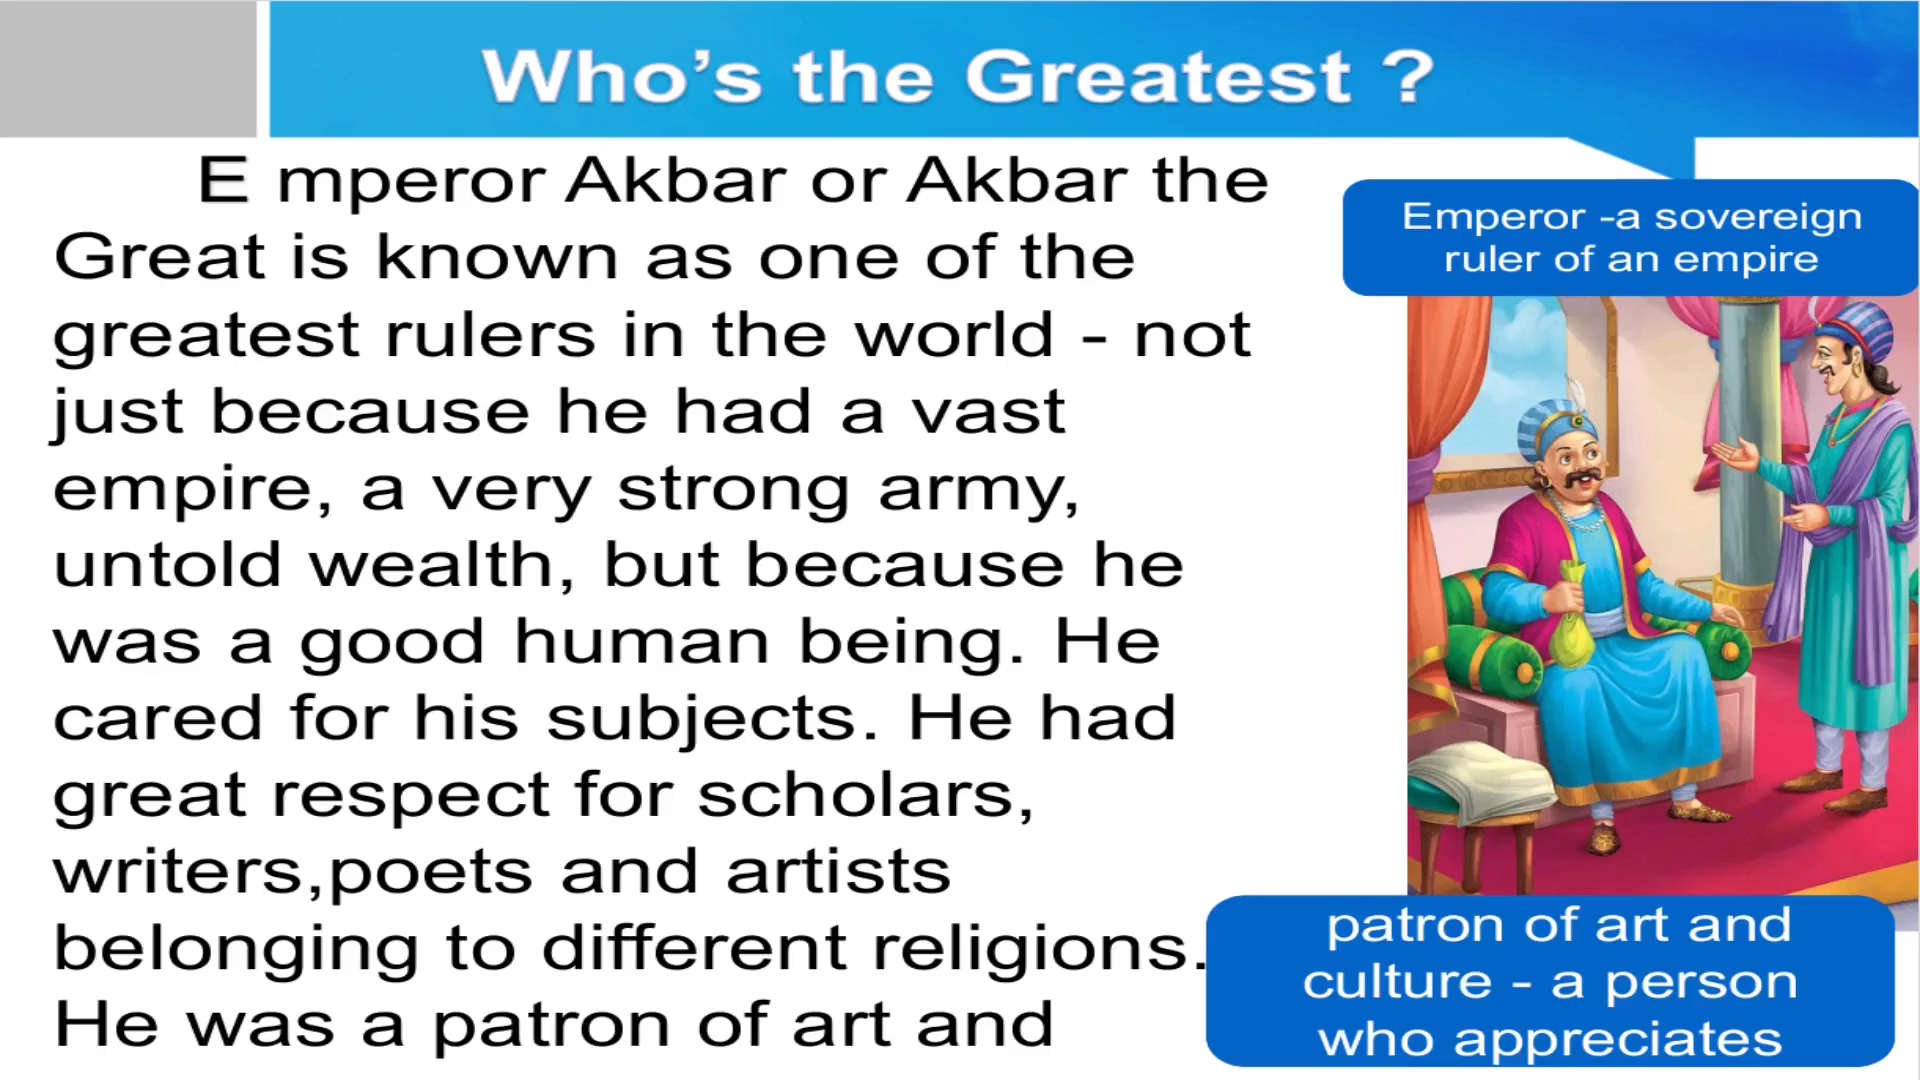 Who’s the Greatest ?
E mperor Akbar or Akbar the
Great is known as one of the
greatest rulers in the world - not
just because he had a vast
empire, a very strong army,
untold wealth, but because he
was a good human being. He
cared for his subjects. He had
great respect for scholars,
writers,poets and artists
belonging to different religions.
He was a patron of art and
Emperor -a sovereign
ruler of an empire
patron of art and
culture - a person
who appreciates